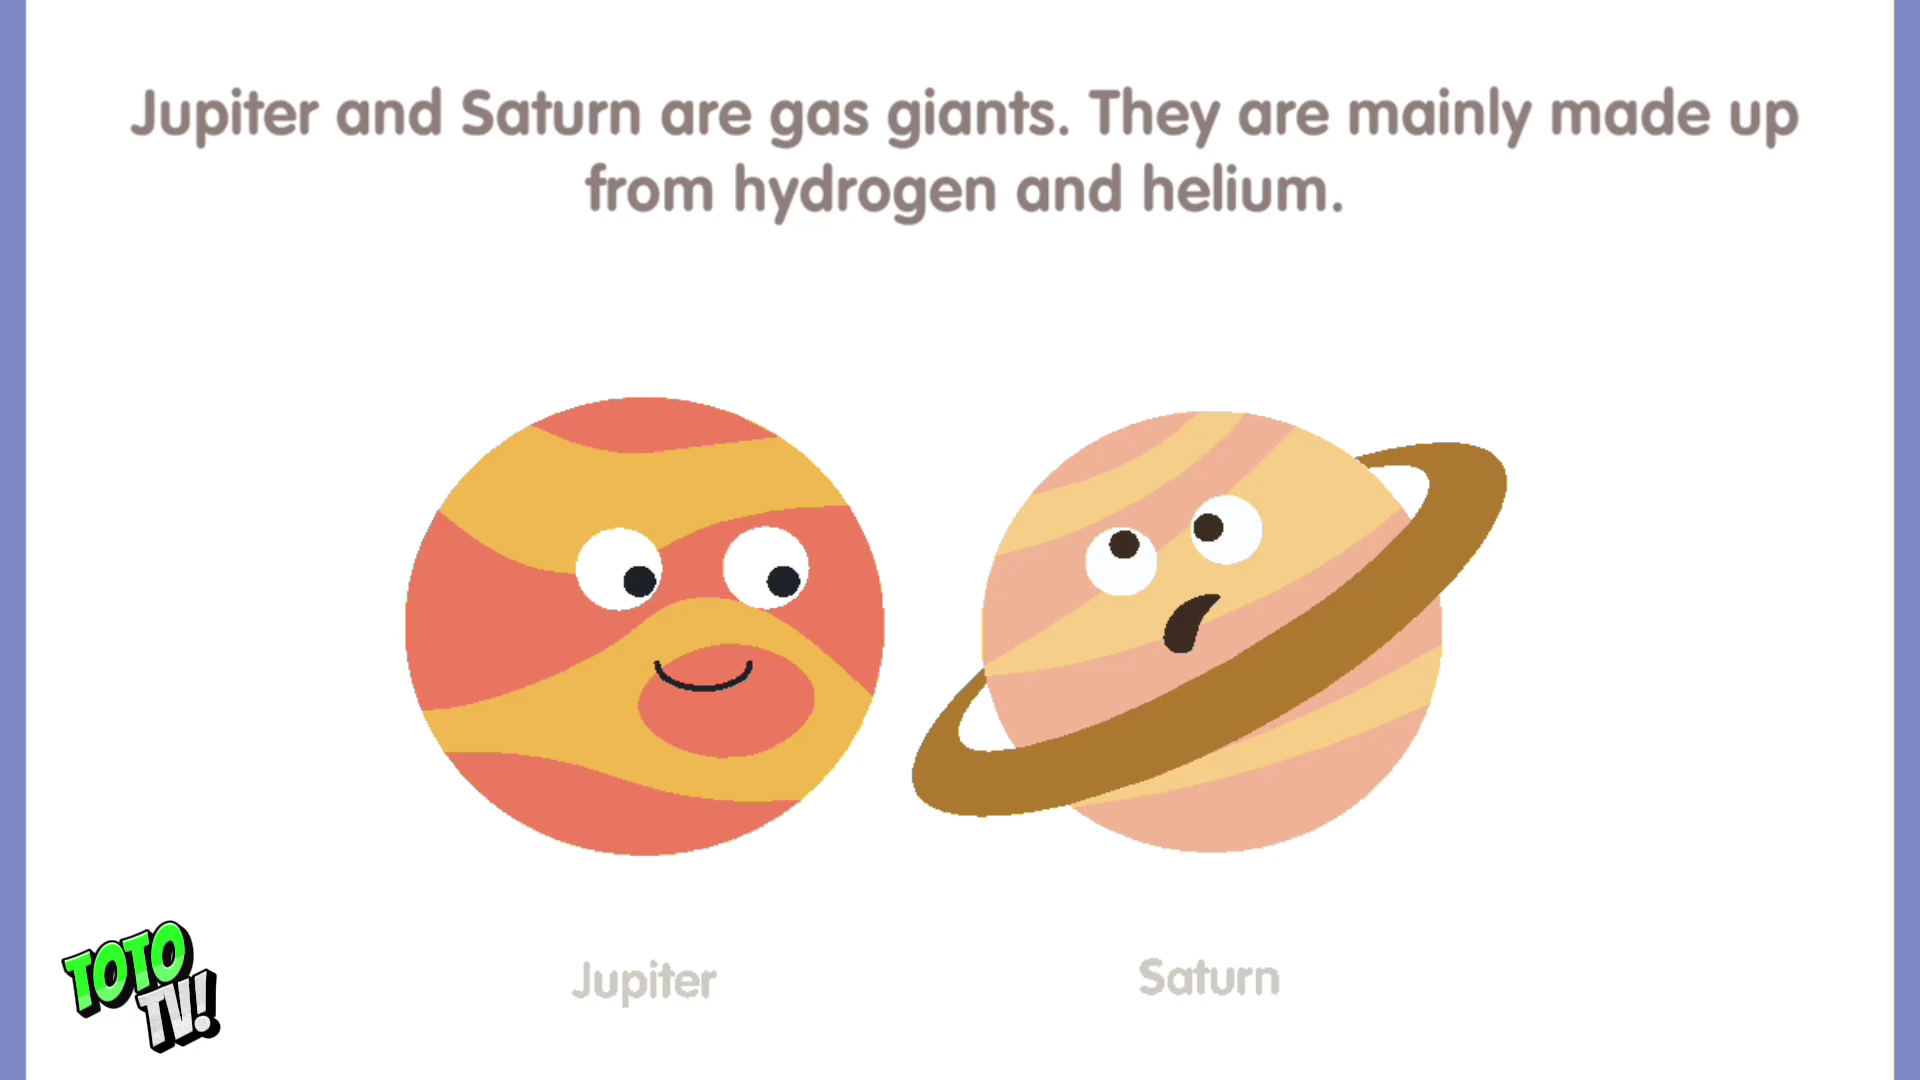 Jupiter and Saturn are gas giants. They are mainly made up
from hydrogen and helium.
Jupiter
Saturn
TOTO
TV!